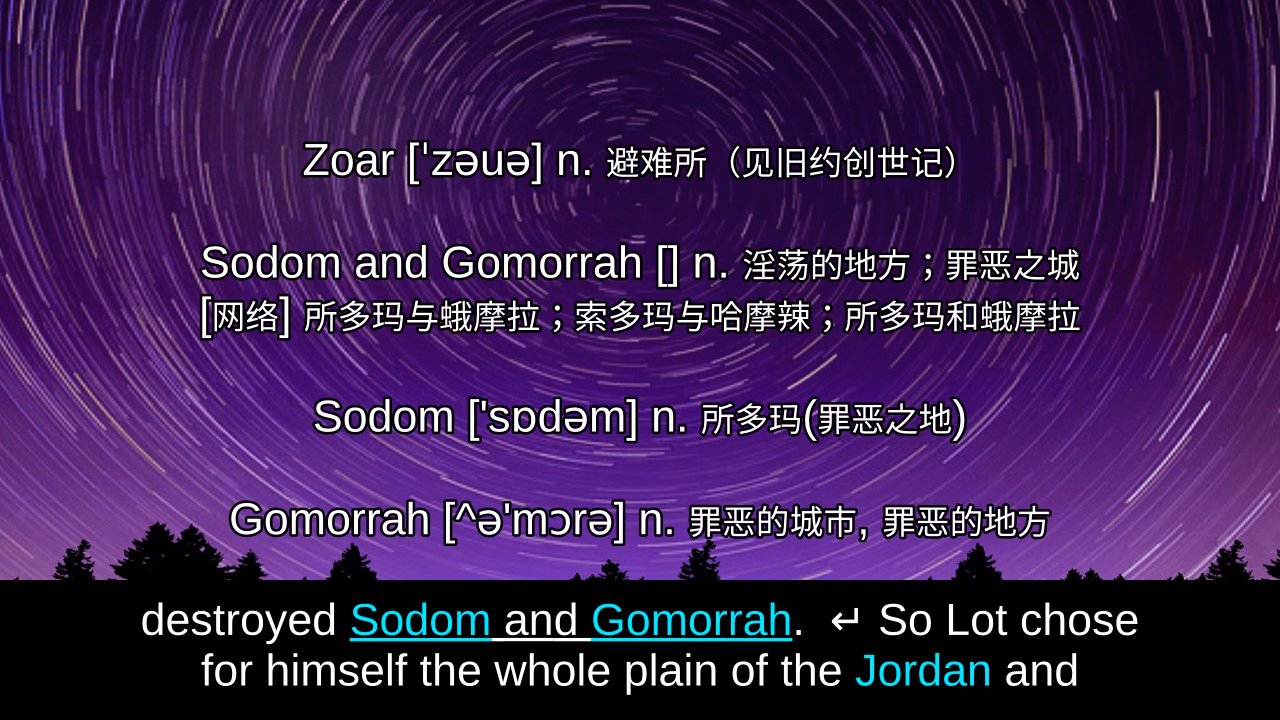 Zoar ['zəuə] n. 避难所（见旧约创世记）
Sodom and Gomorrah [] n. 淫荡的地方；罪恶之城
[网络] 所多玛与蛾摩拉；索多玛与哈摩辣；所多玛和蛾摩拉
Sodom ['sɒdəm] n. 所多玛(罪恶之地)
Gomorrah [^ə'mɔrə] n. 罪恶的城市, 罪恶的地方
destroyed Sodom and Gomorrah.  ↵ So Lot chose
for himself the whole plain of the Jordan and